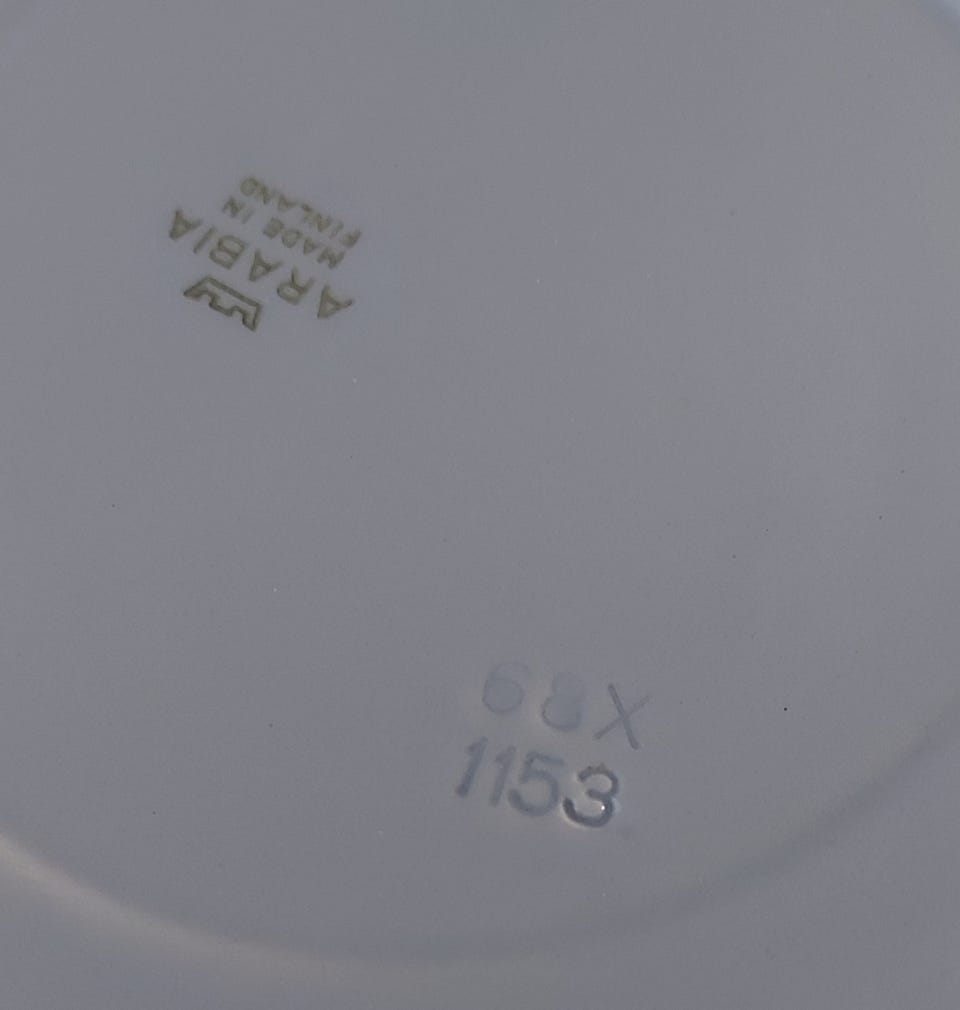 ARABIA
MADE IN
FINLAND
68X
1153